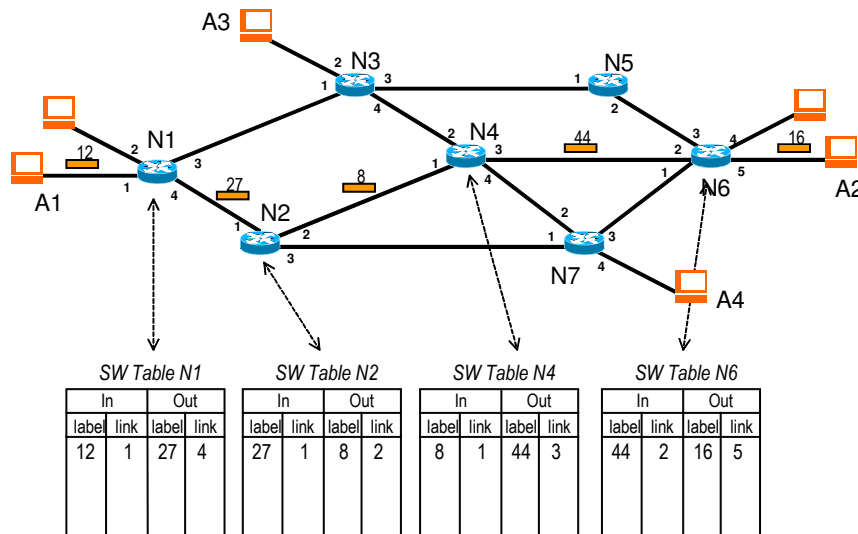 A3
2 N3
1 3
4
1 N5
2
N1
12
2
3
1
4
A1
N4
2
3
1
4
44
3
4
2
1
5
16
N6
A2
27
8
N2
1
2
3
2
1
3
4
N7
A4
SW Table N1 SW Table N2 SW Table N4 SW Table N6
In Out In Out In Out In Out
label link label link label link label link label link label link label link label link
12 1 27 4 27 1 8 2 8 1 44 3 44 2 16 5